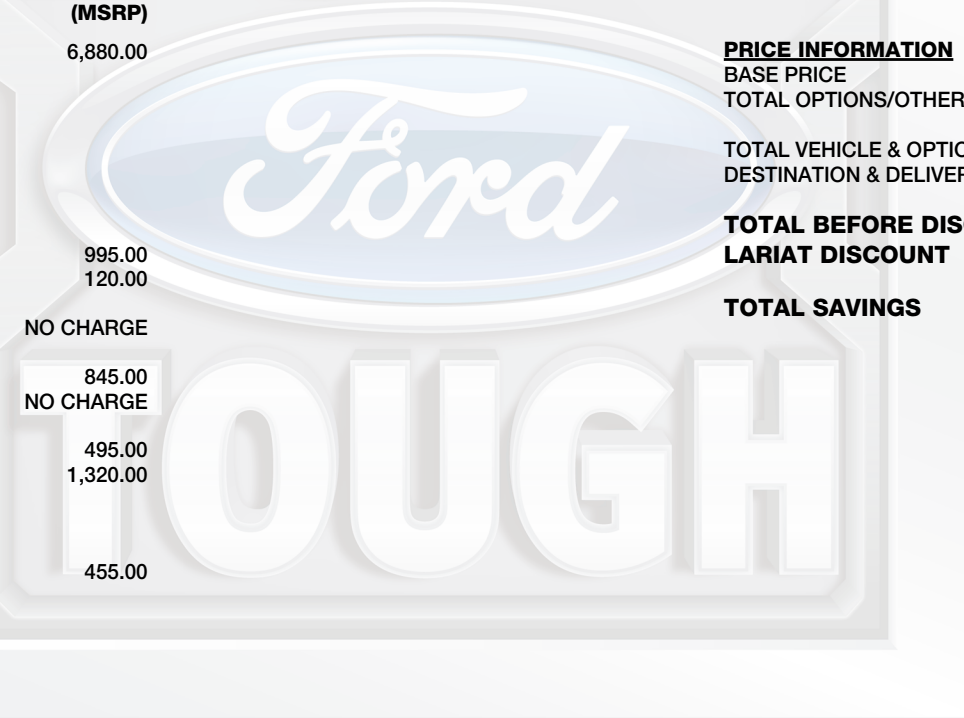 (MSRP)
6,880.00
995.00
120.00
NO CHARGE
845.00
NO CHARGE
495.00
1,320.00
455.00
PRICE INFORMATION
BASE PRICE
TOTAL OPTIONS/OTHER
TOTAL VEHICLE & OPTIO
DESTINATION & DELIVER
TOTAL BEFORE DIS
LARIAT DISCOUNT
TOTAL SAVINGS
Ford
TOUGH